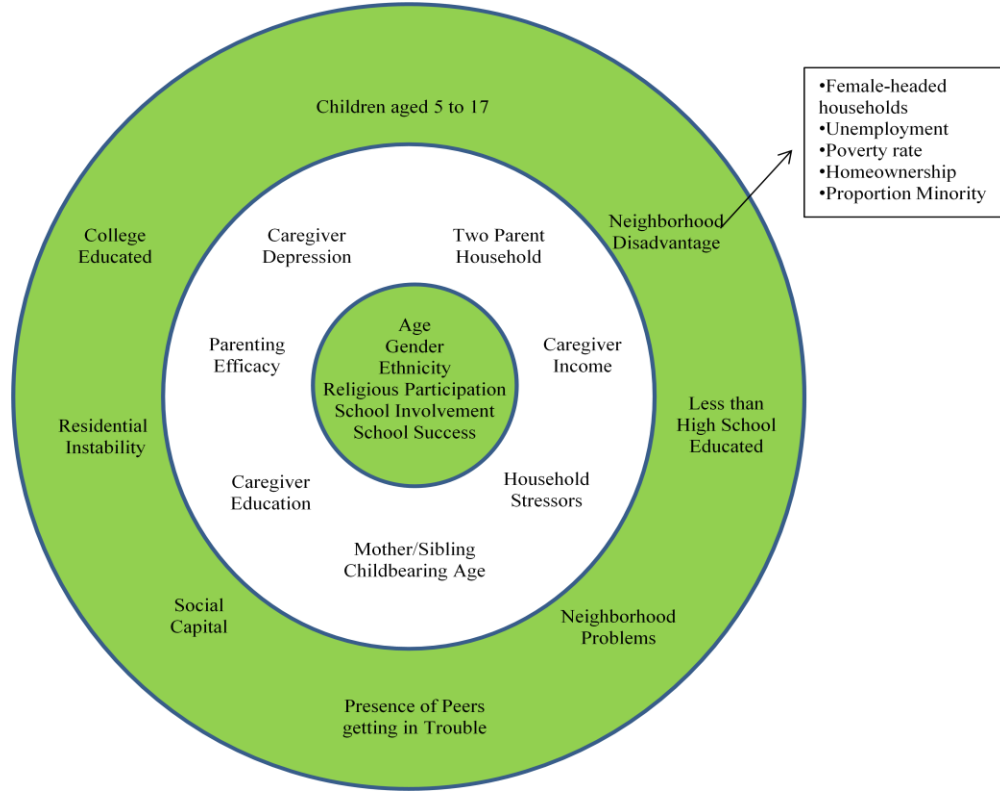 Children aged 5 to 17
•Female-headed
households
•Unemployment
•Poverty rate
•Homeownership
•Proportion Minority
College
Educated
Caregiver
Depression
Two Parent
Household
Neighborhood
Disadvantage
Parenting
Efficacy
Age
Gender
Ethnicity
Religious Participation
School Involvement
School Success
Caregiver
Income
Residential
Instability
Less than
High School
Educated
Caregiver
Education
Household
Stressors
Mother/Sibling
Childbearing Age
Social
Capital
Neighborhood
Problems
Presence of Peers
getting in Trouble